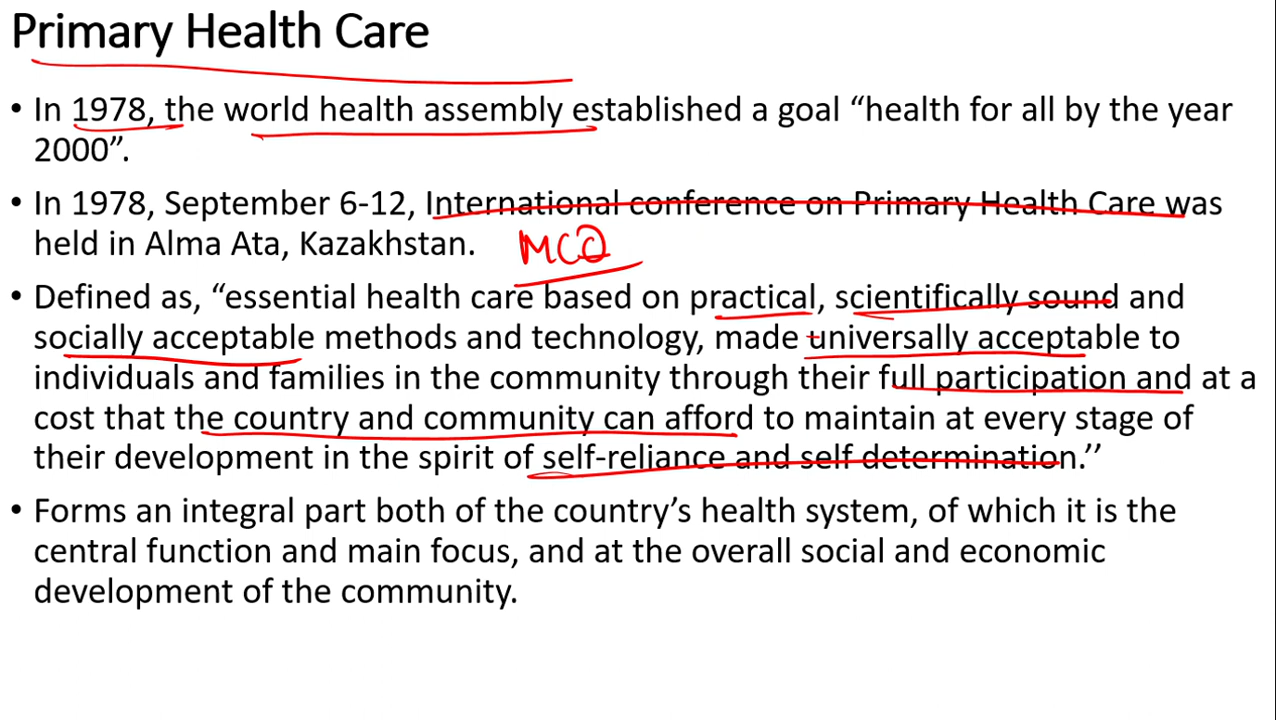 Primary Health Care
• In 1978, the world health assembly established a goal “health for all by the year
2000”.
• In 1978, September 6-12, International conference on Primary Health Care was
held in Alma Ata, Kazakhstan.
MCQ
• Defined as, “essential health care based on practical, scientifically sound and
socially acceptable methods and technology, made universally acceptable to
individuals and families in the community through their full participation and at a
cost that the country and community can afford to maintain at every stage of
their development in the spirit of self-reliance and self determination.’’
• Forms an integral part both of the country’s health system, of which it is the
central function and main focus, and at the overall social and economic
development of the community.